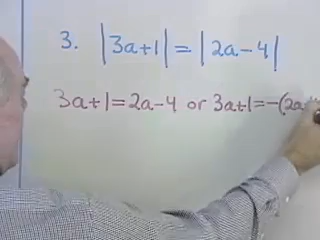 3. |3a+1| = |2a-4|
3a+1=2a-4 or 3a+1=-(2a